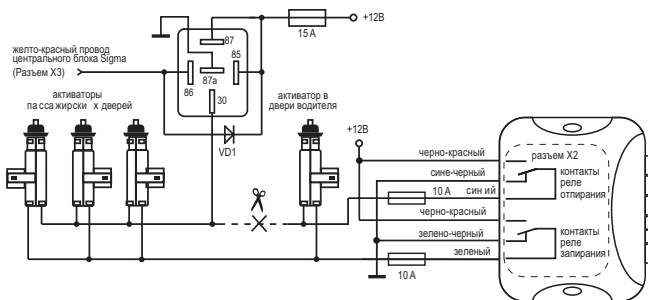 +12В
15 А
87
85
87а
86
30
VD1
желто-красный провод
центрального блока Sigma
(Разъем X3)
активаторы
пассажирских дверей
активатор в
двери водителя
+12В
черно-красный
сине-черный
10 А
синий
черно-красный
зелено-черный
зеленый
10 А
разъем X2
контакты
реле
отпирания
контакты
реле
запирания